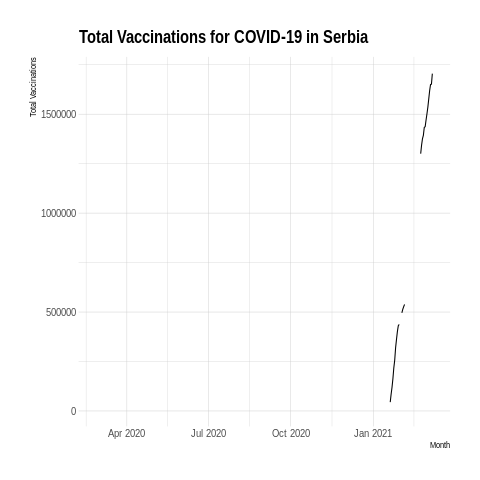 Total Vaccinations for COVID-19 in Serbia
Total Vaccinations
1500000
1000000
500000
0
Apr 2020
Jul 2020
Oct 2020
Jan 2021
Month